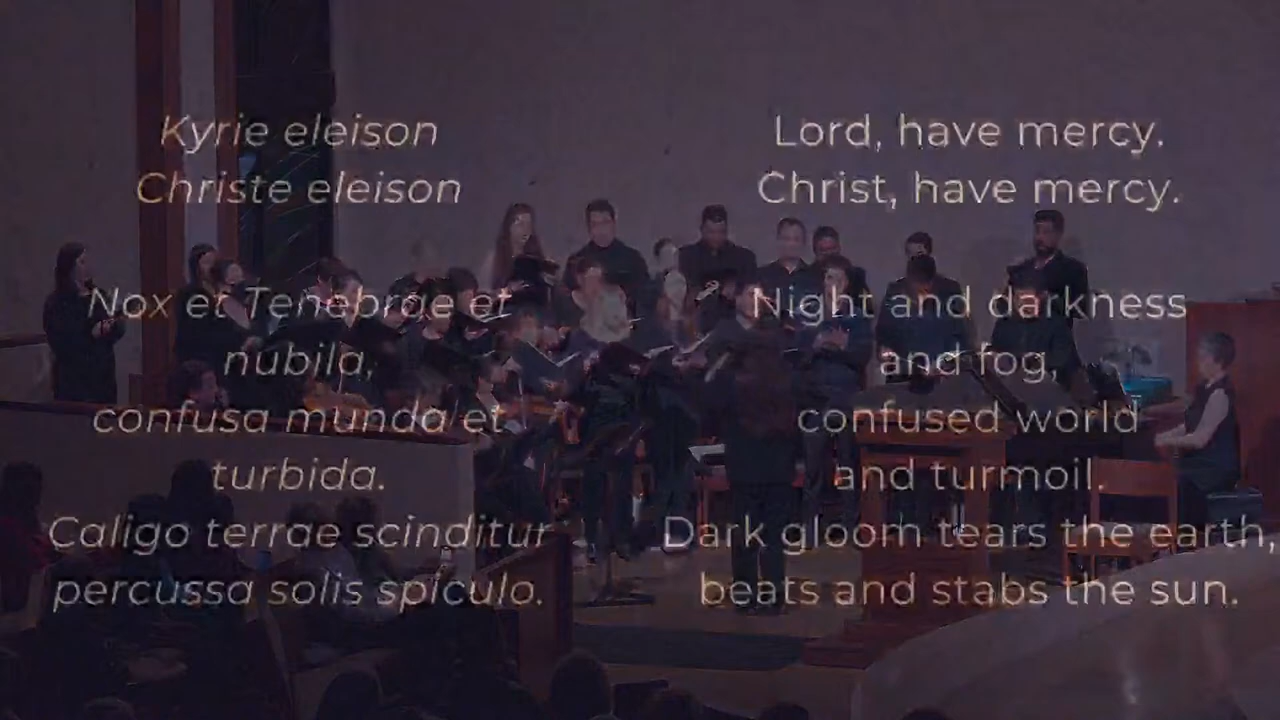 Kyrie eleison
Christe eleison
Nox et Tenebrae et
nubila,
confusa munda et
turbida.
Caligo terrae scinditur
percussa solis spiculo.
Lord, have mercy.
Christ, have mercy.
Night and darkness
and fog,
confused world
and turmoil.
Dark gloom tears the earth,
beats and stabs the sun.